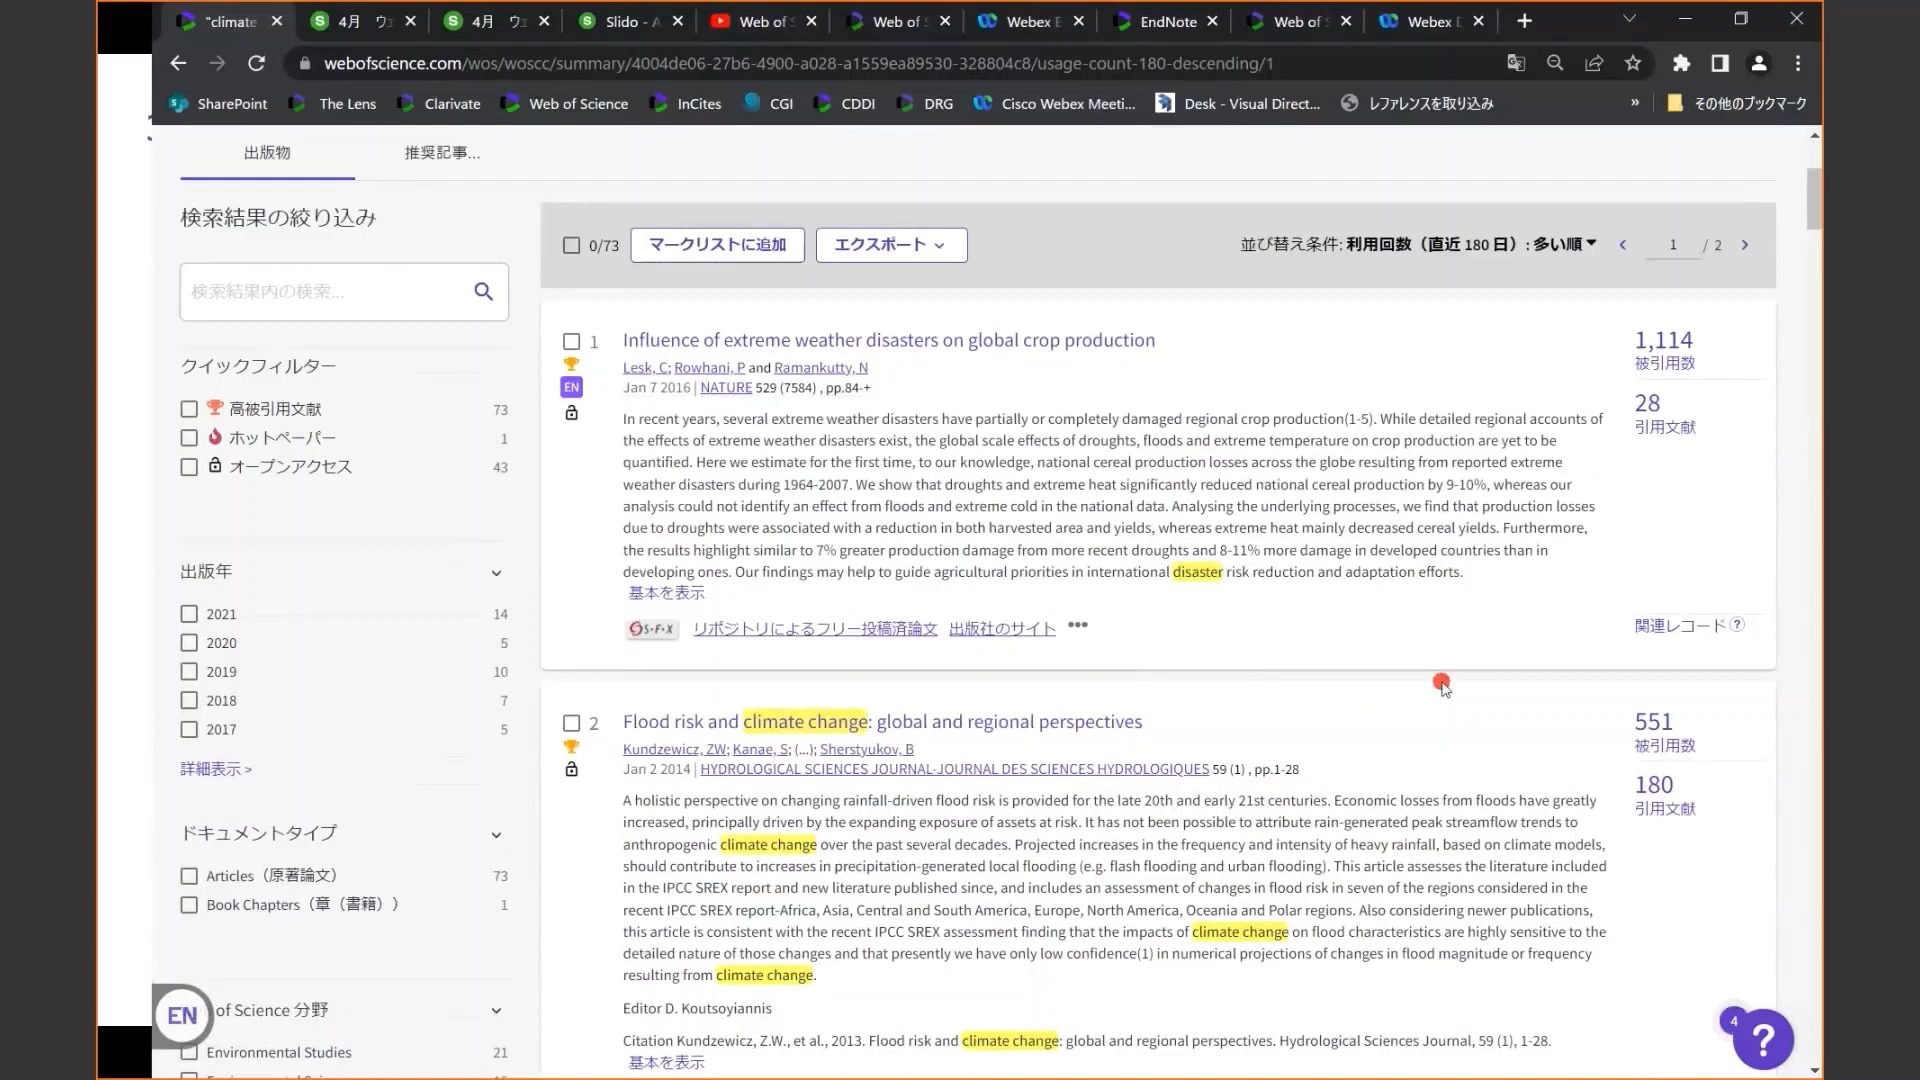 "climate
4月 ウェ
4月 ウェ
Slido - A
Web of S
Web of S
Webex E
EndNote
Web of S
Webex E
webofscience.com/wos/woscc/summary/4004de06-27b6-4900-a028-a1559ea89530-328804c8/usage-count-180-descending/1
SharePoint
The Lens
Clarivate
Web of Science
InCites
CGI
CDDI
DRG
Cisco Webex Meeti...
Desk - Visual Direct...
レファレンスを取り込み
»
その他のブックマーク
出版物
推奨記事...
検索結果の絞り込み
検索結果内の検索...
クイックフィルター
高被引用文献 73
ホットペーパー 1
オープンアクセス 43
出版年
2021 14
2020 5
2019 10
2018 7
2017 5
詳細表示 >
ドキュメントタイプ
Articles（原著論文） 73
Book Chapters（章（書籍）） 1
of Science 分野
Environmental Studies 21
EN
0/73
マークリストに追加
エクスポート
並び替え条件: 利用回数（直近 180 日）: 多い順
1 / 2
1
EN
Influence of extreme weather disasters on global crop production
Lesk, C; Rowhani, P and Ramankutty, N
Jan 7 2016 | NATURE 529 (7584) , pp.84-+
In recent years, several extreme weather disasters have partially or completely damaged regional crop production(1-5). While detailed regional accounts of
the effects of extreme weather disasters exist, the global scale effects of droughts, floods and extreme temperature on crop production are yet to be
quantified. Here we estimate for the first time, to our knowledge, national cereal production losses across the globe resulting from reported extreme
weather disasters during 1964-2007. We show that droughts and extreme heat significantly reduced national cereal production by 9-10%, whereas our
analysis could not identify an effect from floods and extreme cold in the national data. Analysing the underlying processes, we find that production losses
due to droughts were associated with a reduction in both harvested area and yields, whereas extreme heat mainly decreased cereal yields. Furthermore,
the results highlight similar to 7% greater production damage from more recent droughts and 8-11% more damage in developed countries than in
developing ones. Our findings may help to guide agricultural priorities in international disaster risk reduction and adaptation efforts.
基本を表示
S・F・X リポジトリによるフリー投稿済論文 出版社のサイト •••
1,114
被引用数
28
引用文献
関連レコード ?
2
Flood risk and climate change: global and regional perspectives
Kundzewicz, ZW; Kanae, S; (...); Sherstyukov, B
Jan 2 2014 | HYDROLOGICAL SCIENCES JOURNAL-JOURNAL DES SCIENCES HYDROLOGIQUES 59 (1) , pp.1-28
A holistic perspective on changing rainfall-driven flood risk is provided for the late 20th and early 21st centuries. Economic losses from floods have greatly
increased, principally driven by the expanding exposure of assets at risk. It has not been possible to attribute rain-generated peak streamflow trends to
anthropogenic climate change over the past several decades. Projected increases in the frequency and intensity of heavy rainfall, based on climate models,
should contribute to increases in precipitation-generated local flooding (e.g. flash flooding and urban flooding). This article assesses the literature included
in the IPCC SREX report and new literature published since, and includes an assessment of changes in flood risk in seven of the regions considered in the
recent IPCC SREX report-Africa, Asia, Central and South America, Europe, North America, Oceania and Polar regions. Also considering newer publications,
this article is consistent with the recent IPCC SREX assessment finding that the impacts of climate change on flood characteristics are highly sensitive to the
detailed nature of those changes and that presently we have only low confidence(1) in numerical projections of changes in flood magnitude or frequency
resulting from climate change.
Editor D. Koutsoyiannis
Citation Kundzewicz, Z.W., et al., 2013. Flood risk and climate change: global and regional perspectives. Hydrological Sciences Journal, 59 (1), 1-28.
基本を表示
551
被引用数
180
引用文献
4
?